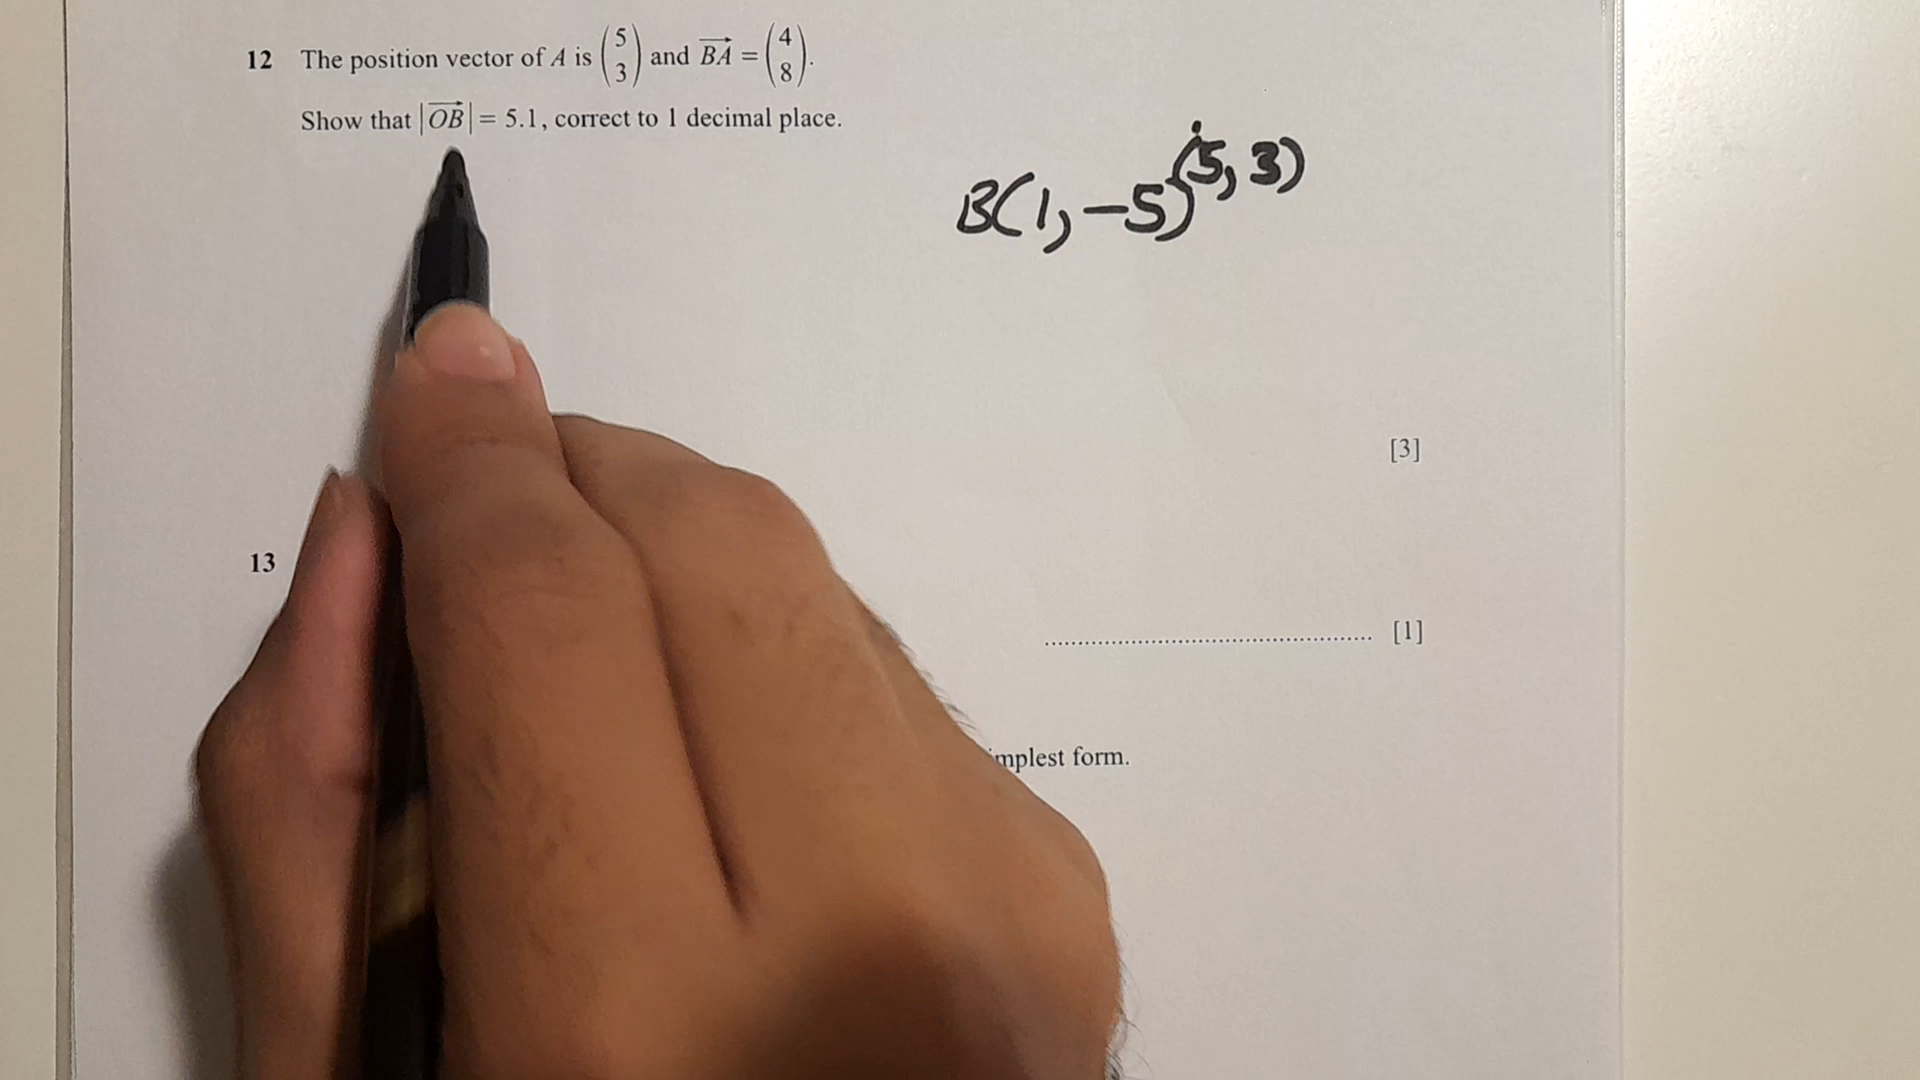 12 The position vector of A is (5 3) and BA = (4 8).
Show that |OB| = 5.1, correct to 1 decimal place.
(5, 3)
B(1, -5)
[3]
13
........................................ [1]
mplest form.